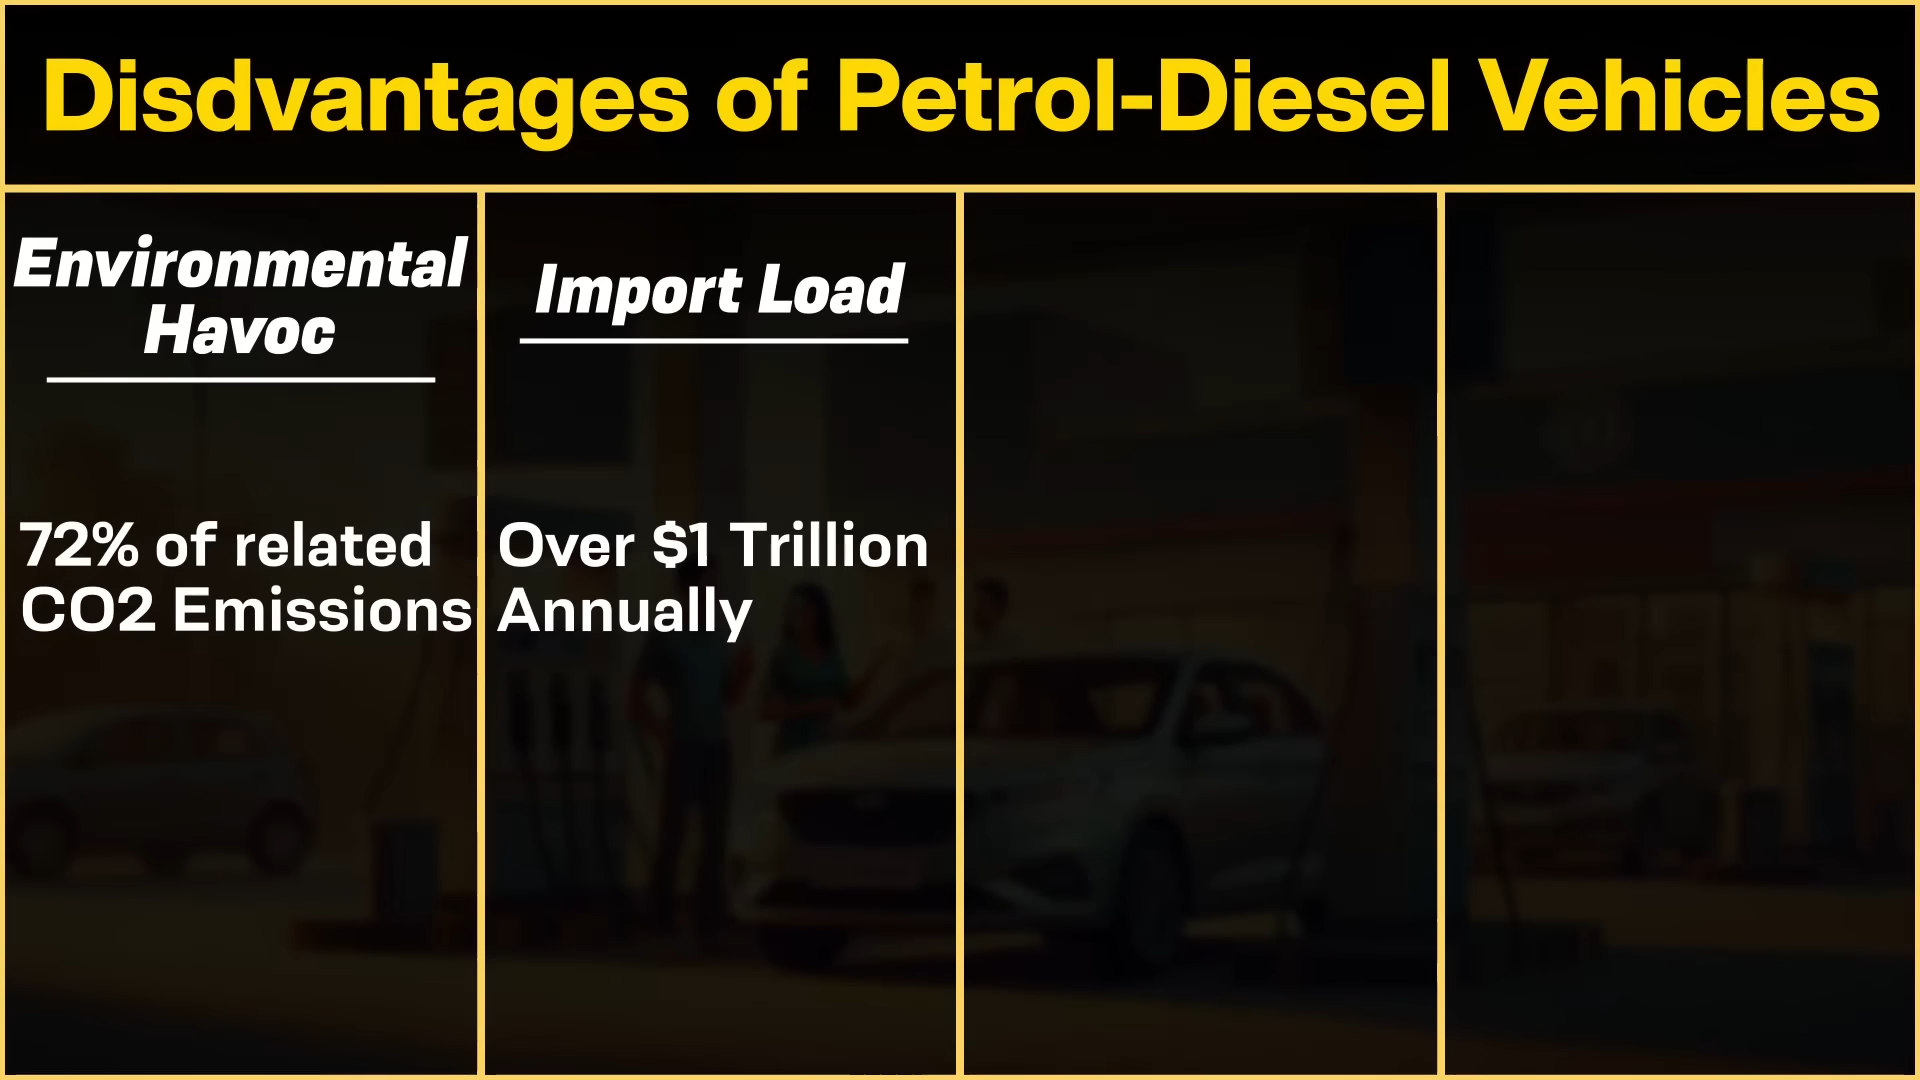 Disdvantages of Petrol-Diesel Vehicles
Environmental
Havoc
72% of related
CO2 Emissions
Import Load
Over $1 Trillion
Annually